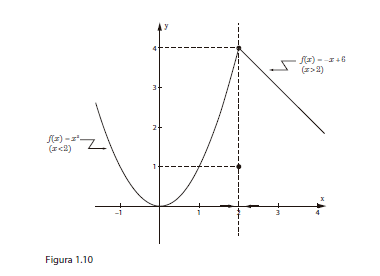 y
4
f(x) = −x + 6
(x>2)
3
2
f(x) = x²
(x<2)
1
x
−1
1
2
3
4
Figura 1.10